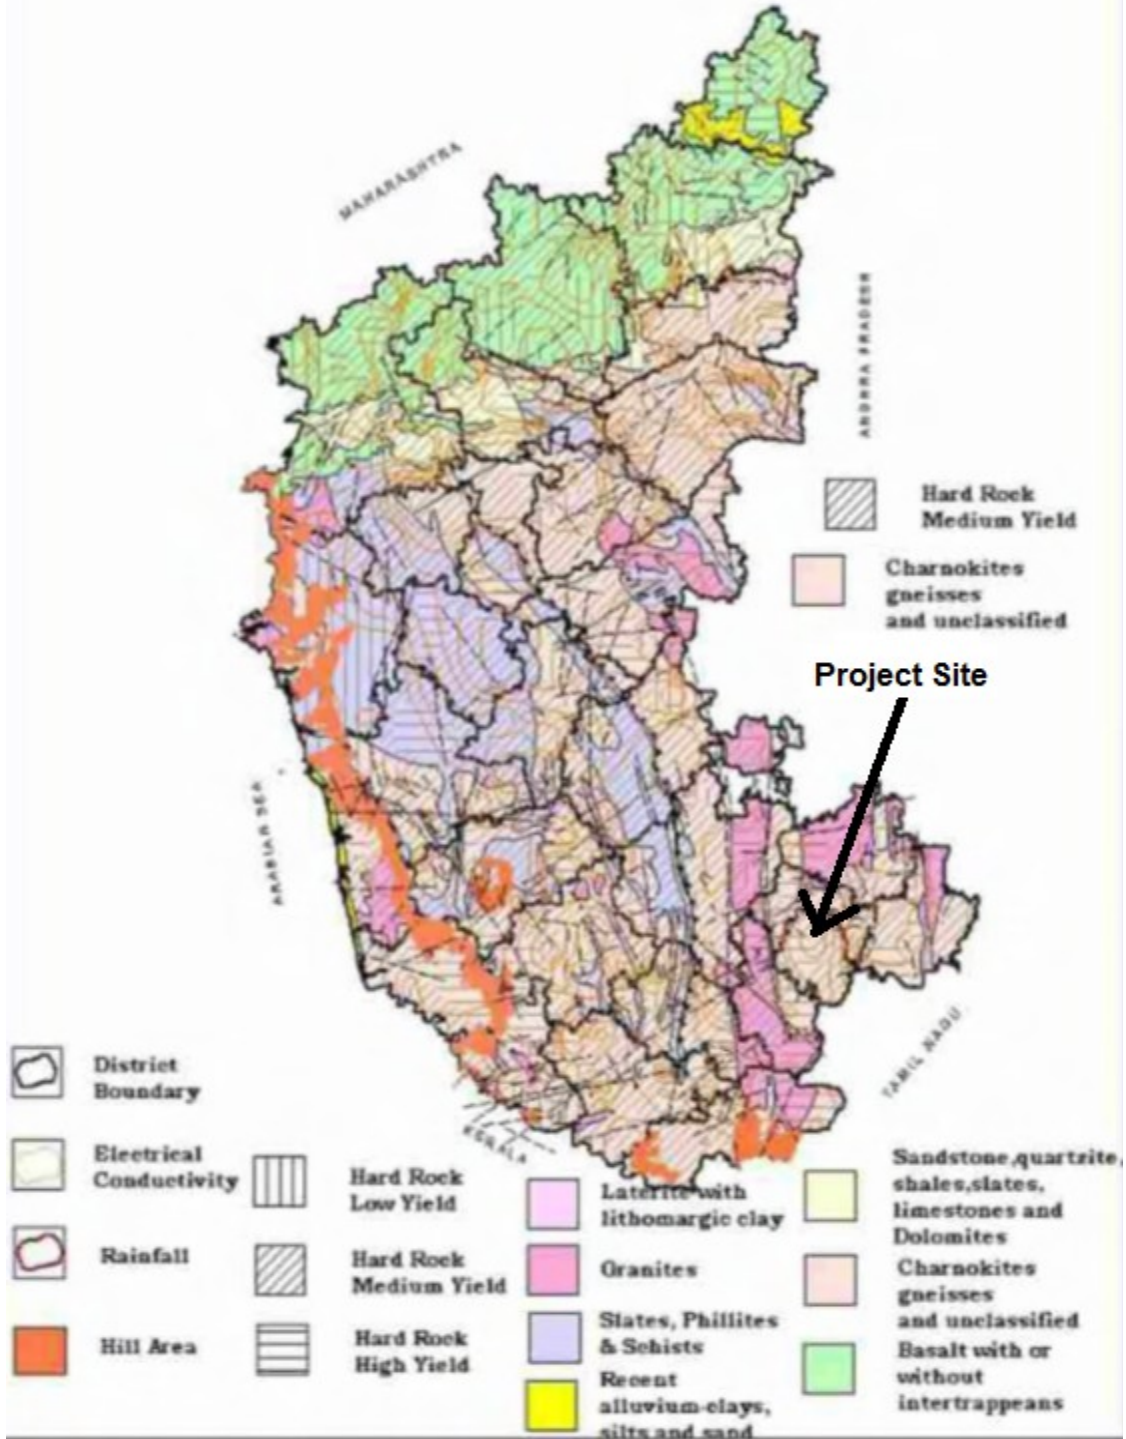 MAHARASHTRA
ANDHRA PRADESH
Hard Rock
Medium Yield
Charnokites
gneisses
and unclassified
Project Site
ARABIAN SEA
TAMIL NADU
KERALA
District
Boundary
Electrical
Conductivity
Rainfall
Hill Area
Hard Rock
Low Yield
Hard Rock
Medium Yield
Hard Rock
High Yield
Laterite with
lithomargic clay
Granites
Slates, Phillites
& Schists
Recent
alluvium-clays,
silts and sand
Sandstone,quartzite,
shales,slates,
limestones and
Dolomites
Charnokites
gneisses
and unclassified
Basalt with or
without
intertrappeans